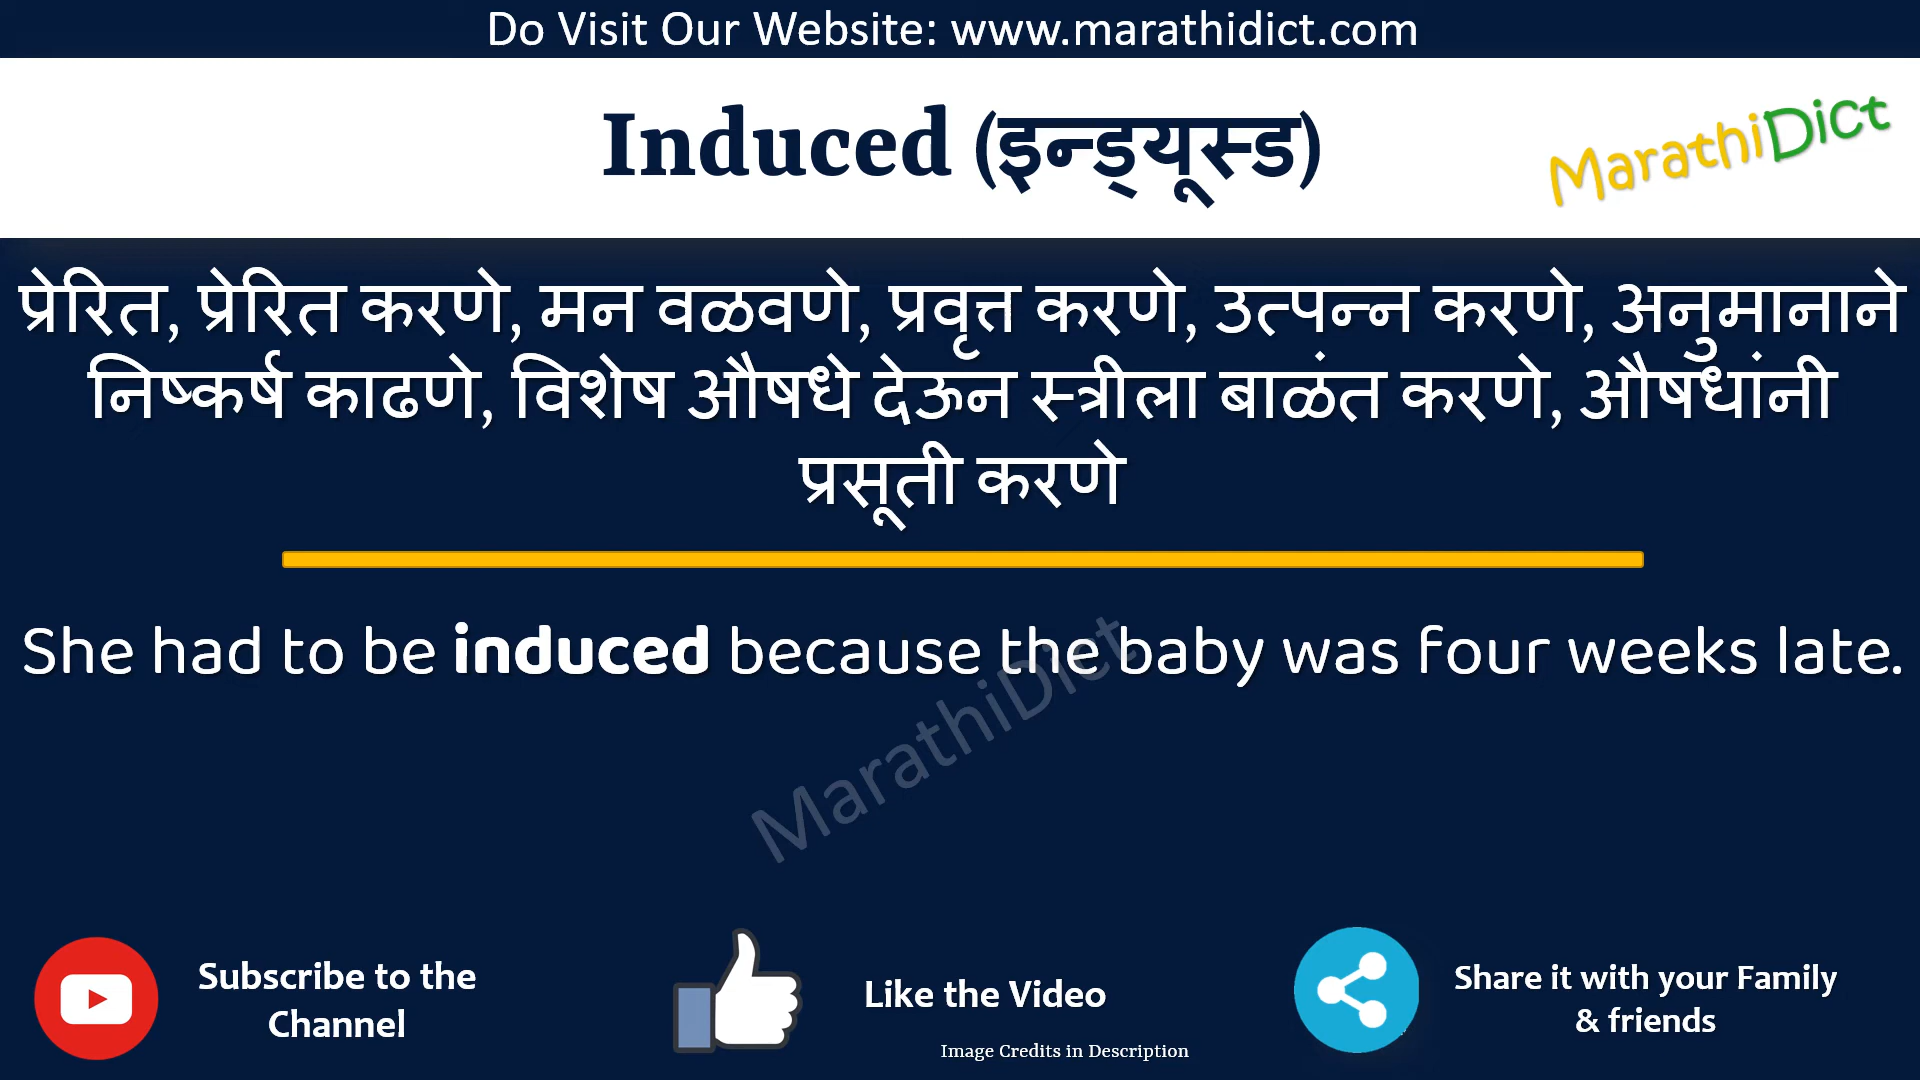 Do Visit Our Website: www.marathidict.com
Induced (इन्ड्यूस्ड)
MarathiDict
प्रेरित, प्रेरित करणे, मन वळवणे, प्रवृत्त करणे, उत्पन्न करणे, अनुमानाने
निष्कर्ष काढणे, विशेष औषधे देऊन स्त्रीला बाळंत करणे, औषधांनी
प्रसूती करणे
She had to be induced because the baby was four weeks late.
MarathiDict
Subscribe to the
Channel
Like the Video
Share it with your Family
& friends
Image Credits in Description